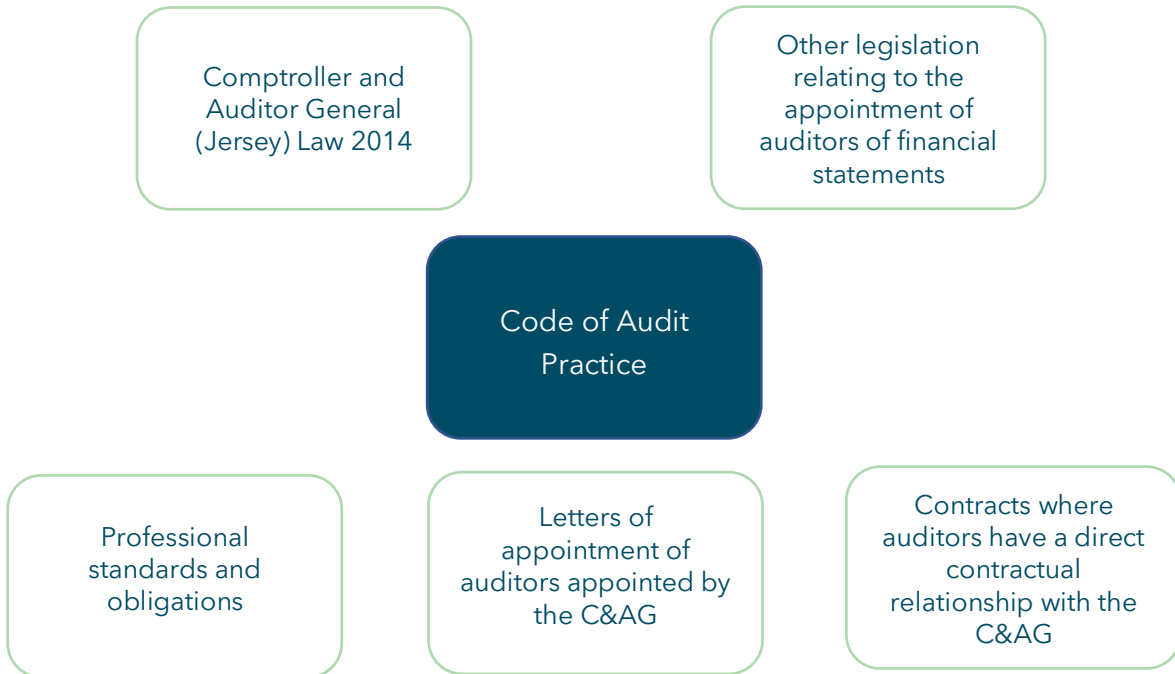 Comptroller and
Auditor General
(Jersey) Law 2014
Other legislation
relating to the
appointment of
auditors of financial
statements
Code of Audit
Practice
Professional
standards and
obligations
Letters of
appointment of
auditors appointed by
the C&AG
Contracts where
auditors have a direct
contractual
relationship with the
C&AG